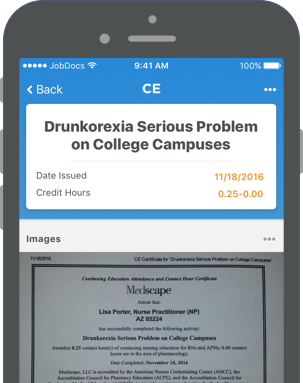 JobDocs 9:41 AM 100%
Back CE
Drunkorexia Serious Problem
on College Campuses
Date Issued 11/18/2016
Credit Hours 0.25-0.00
Images
11/18/2016 CE Certificate for "Drunkorexia Serious Problem on College Campuses"
Continuing Education Attendance and Contact Hour Certificate
Medscape
Attests that:
Lisa Porter, Nurse Practitioner (NP)
AZ 85224
has successfully completed the following activity:
Drunkorexia Serious Problem on College Campuses
Awarded 0.25 contact hour(s) of continuing nursing education for RNs and APNs; 0.00
contact hours are in the area of pharmacology.
Date Completed: November 18, 2016
Medscape, LLC is accredited by the American Nurses Credentialing Center (ANCC), the
Accreditation Council for Pharmacy Education (ACPE), and the Accreditation Council for